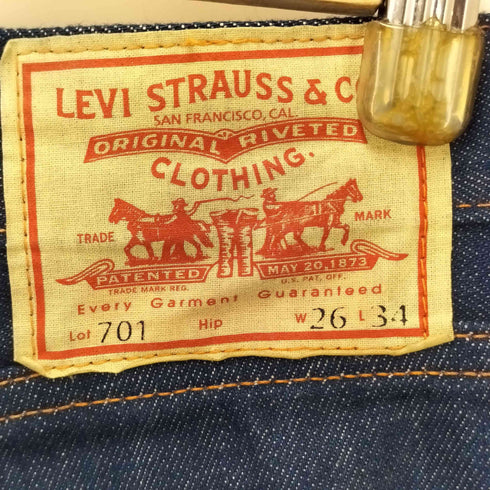 LEVI STRAUSS & C
SAN FRANCISCO, CAL.
ORIGINAL RIVETED
CLOTHING.
TRADE MARK
PATENTED MAY 20, 1873
TRADE MARK REG. U.S. PAT. OFF.
Every Garment Guaranteed
Lot 701 Hip W 26 L 34